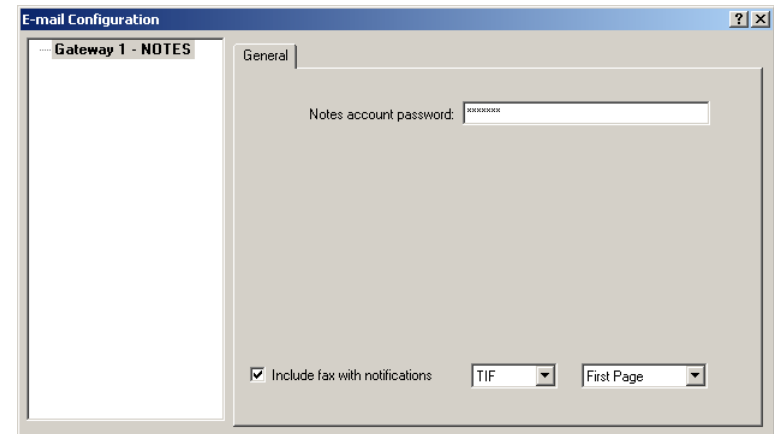 E-mail Configuration
Gateway 1 - NOTES
General
Notes account password: *******
Include fax with notifications TIF First Page